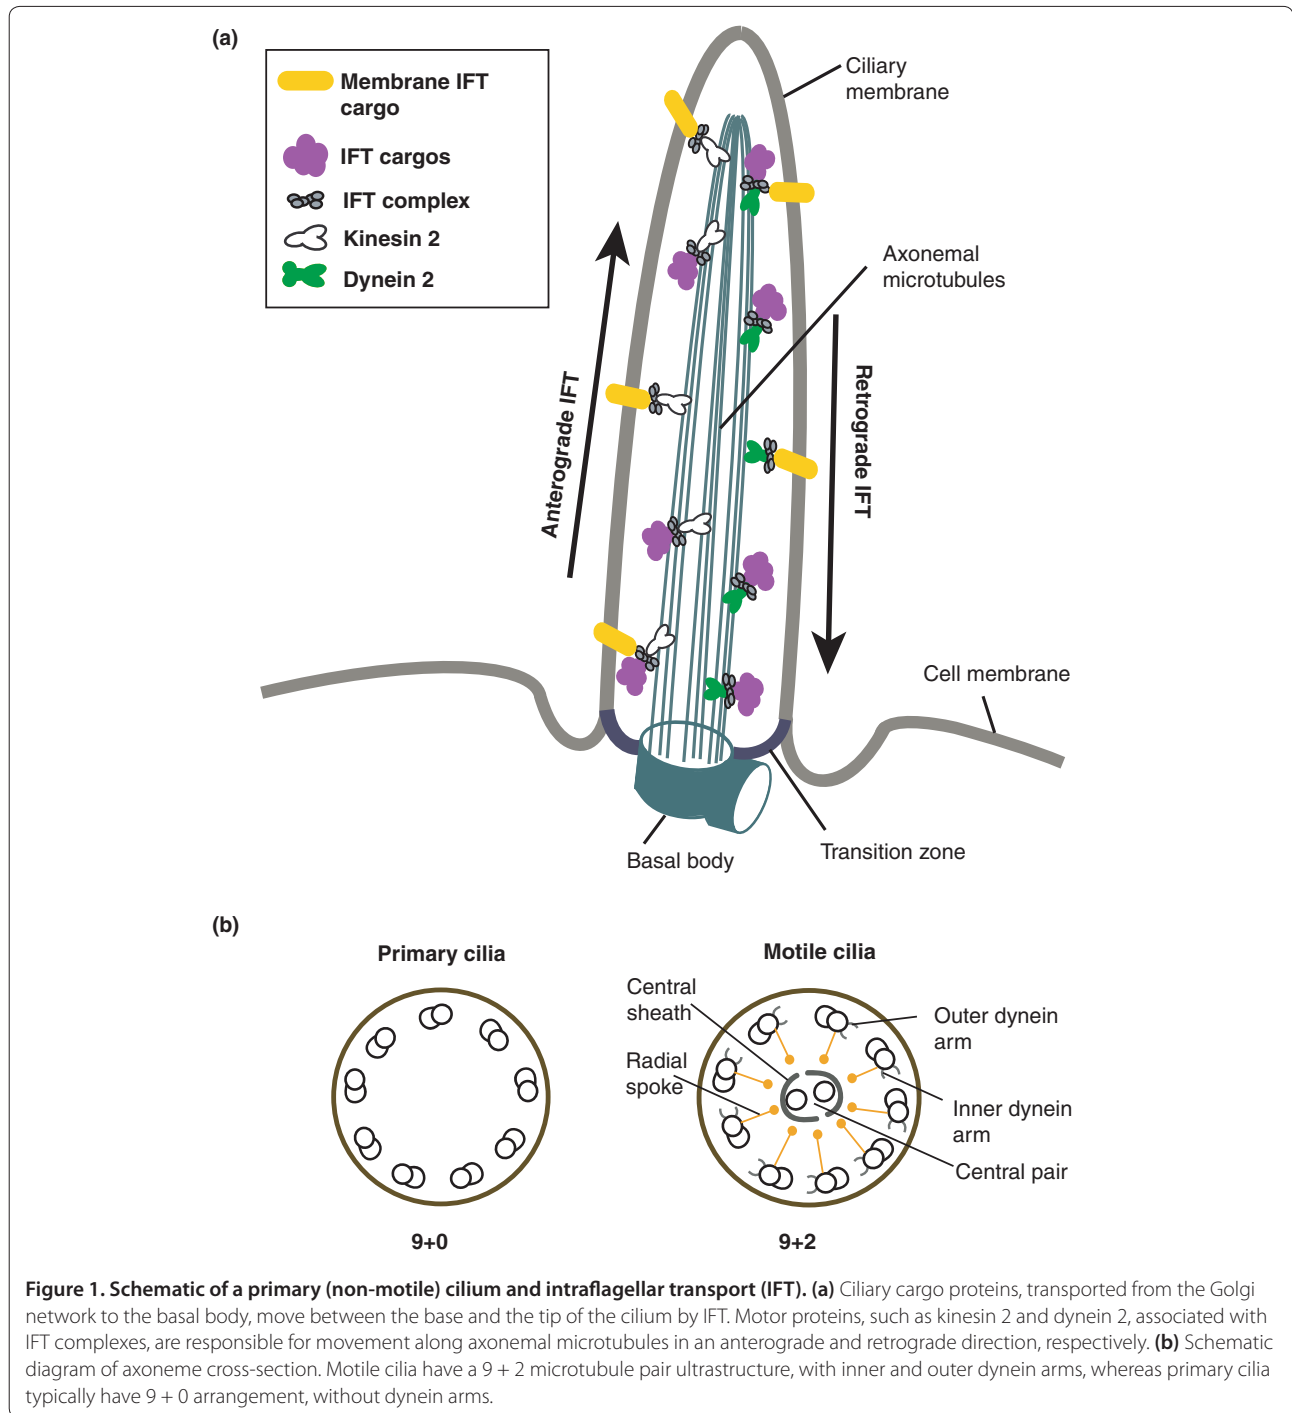 (a)
Membrane IFT
cargo
IFT cargos
IFT complex
Kinesin 2
Dynein 2
Ciliary
membrane
Axonemal
microtubules
Anterograde IFT
Retrograde IFT
Cell membrane
Transition zone
Basal body
(b)
Primary cilia
Motile cilia
Central
sheath
Radial
spoke
Outer dynein
arm
Inner dynein
arm
Central pair
9+0
9+2
Figure 1. Schematic of a primary (non-motile) cilium and intraflagellar transport (IFT). (a) Ciliary cargo proteins, transported from the Golgi
network to the basal body, move between the base and the tip of the cilium by IFT. Motor proteins, such as kinesin 2 and dynein 2, associated with
IFT complexes, are responsible for movement along axonemal microtubules in an anterograde and retrograde direction, respectively. (b) Schematic
diagram of axoneme cross-section. Motile cilia have a 9 + 2 microtubule pair ultrastructure, with inner and outer dynein arms, whereas primary cilia
typically have 9 + 0 arrangement, without dynein arms.